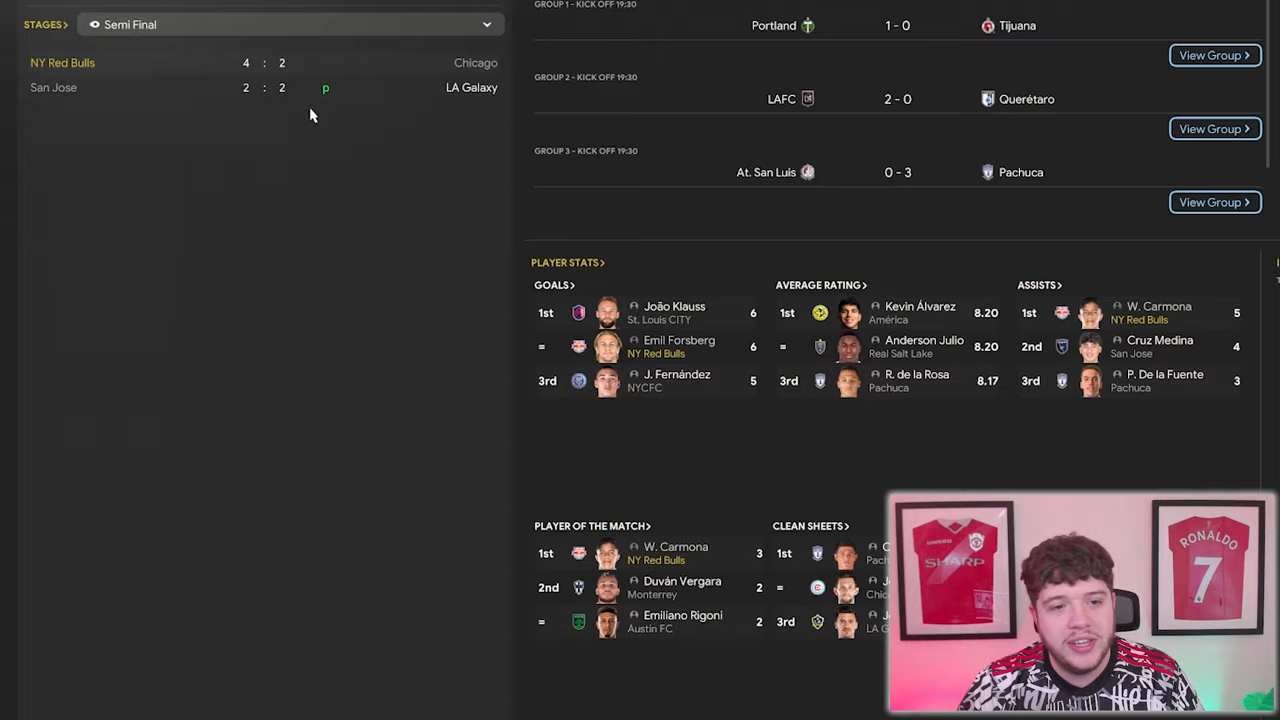 STAGES>
Semi Final
NY Red Bulls 4 : 2 Chicago
San Jose 2 : 2 p LA Galaxy
GROUP 1 - KICK OFF 19:30
Portland 1 - 0 Tijuana
View Group >
GROUP 2 - KICK OFF 19:30
LAFC 2 - 0 Querétaro
View Group >
GROUP 3 - KICK OFF 19:30
At. San Luis 0 - 3 Pachuca
View Group >
PLAYER STATS>
GOALS>
1st João Klauss 6
St. Louis CITY
= Emil Forsberg 6
NY Red Bulls
3rd J. Fernández 5
NYCFC
AVERAGE RATING>
1st Kevin Álvarez 8.20
América
= Anderson Julio 8.20
Real Salt Lake
3rd R. de la Rosa 8.17
Pachuca
ASSISTS>
1st W. Carmona 5
NY Red Bulls
2nd Cruz Medina 4
San Jose
3rd P. De la Fuente 3
Pachuca
PLAYER OF THE MATCH>
1st W. Carmona 3
NY Red Bulls
2nd Duván Vergara 2
Monterrey
= Emiliano Rigoni 2
Austin FC
CLEAN SHEETS>
1st
=
3rd
LA G
SHARP
RONALDO
7